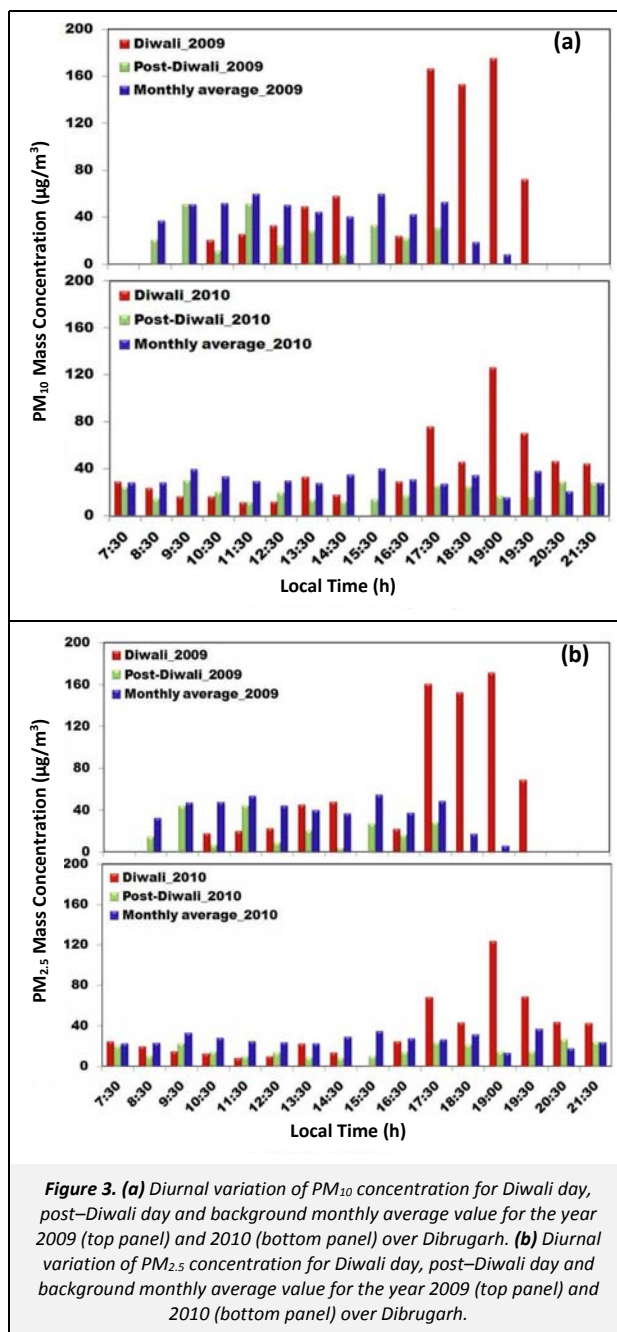 (a)
PM₁₀ Mass Concentration (µg/m³)
200
160
120
80
40
0
Diwali_2009
Post-Diwali_2009
Monthly average_2009
200
160
120
80
40
0
Diwali_2010
Post-Diwali_2010
Monthly average_2010
7:30 8:30 9:30 10:30 11:30 12:30 13:30 14:30 15:30 16:30 17:30 18:30 19:00 19:30 20:30 21:30
Local Time (h)
(b)
PM₂.₅ Mass Concentration (µg/m³)
200
160
120
80
40
0
Diwali_2009
Post-Diwali_2009
Monthly average_2009
200
160
120
80
40
0
Diwali_2010
Post-Diwali_2010
Monthly average_2010
7:30 8:30 9:30 10:30 11:30 12:30 13:30 14:30 15:30 16:30 17:30 18:30 19:00 19:30 20:30 21:30
Local Time (h)
Figure 3. (a) Diurnal variation of PM₁₀ concentration for Diwali day,
post–Diwali day and background monthly average value for the year
2009 (top panel) and 2010 (bottom panel) over Dibrugarh. (b) Diurnal
variation of PM₂.₅ concentration for Diwali day, post–Diwali day and
background monthly average value for the year 2009 (top panel) and
2010 (bottom panel) over Dibrugarh.